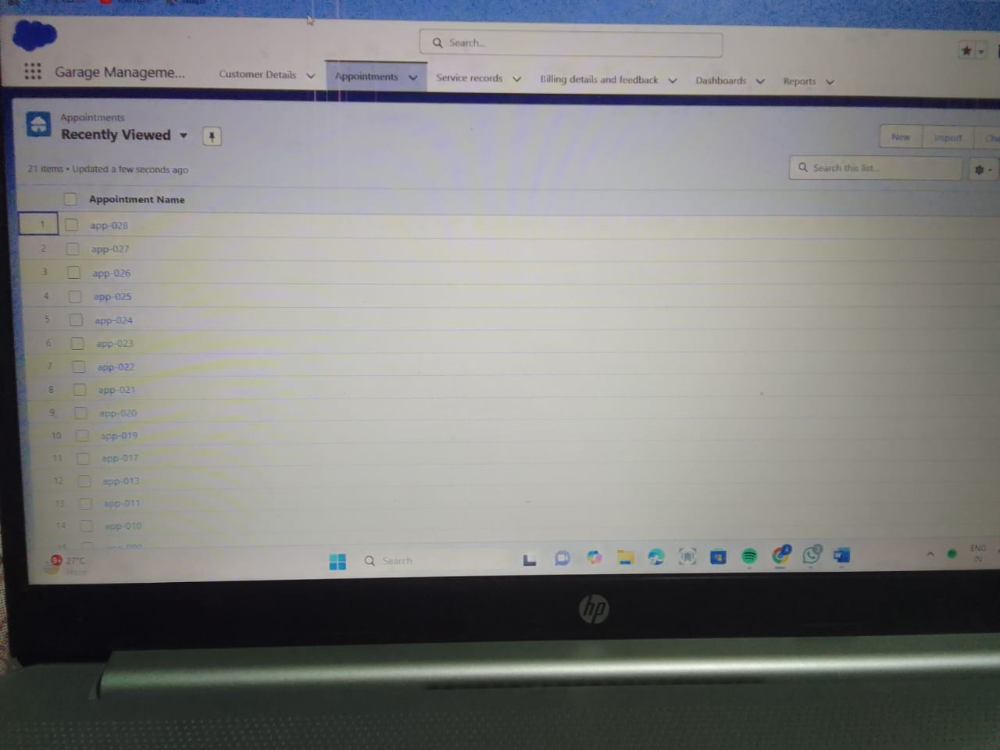 Search...
Garage Manageme...
Customer Details
Appointments
Service records
Billing details and feedback
Dashboards
Reports
Appointments
Recently Viewed
New
Import
21 items • Updated a few seconds ago
Search this list...
Appointment Name
1 app-028
2 app-027
3 app-026
4 app-025
5 app-024
6 app-023
7 app-022
8 app-021
9 app-020
10 app-019
11 app-017
12 app-013
13 app-011
14 app-010
9+
27°C
Haze
Search
ENG
IN
hp